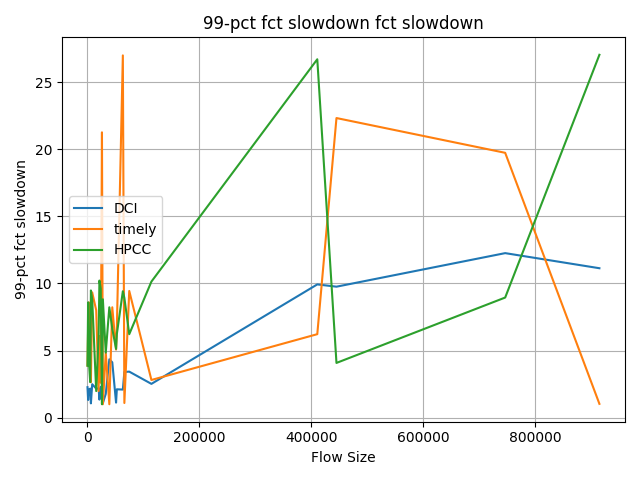 99-pct fct slowdown fct slowdown
99-pct fct slowdown
25
20
15
10
5
0
DCI
timely
HPCC
0 200000 400000 600000 800000
Flow Size